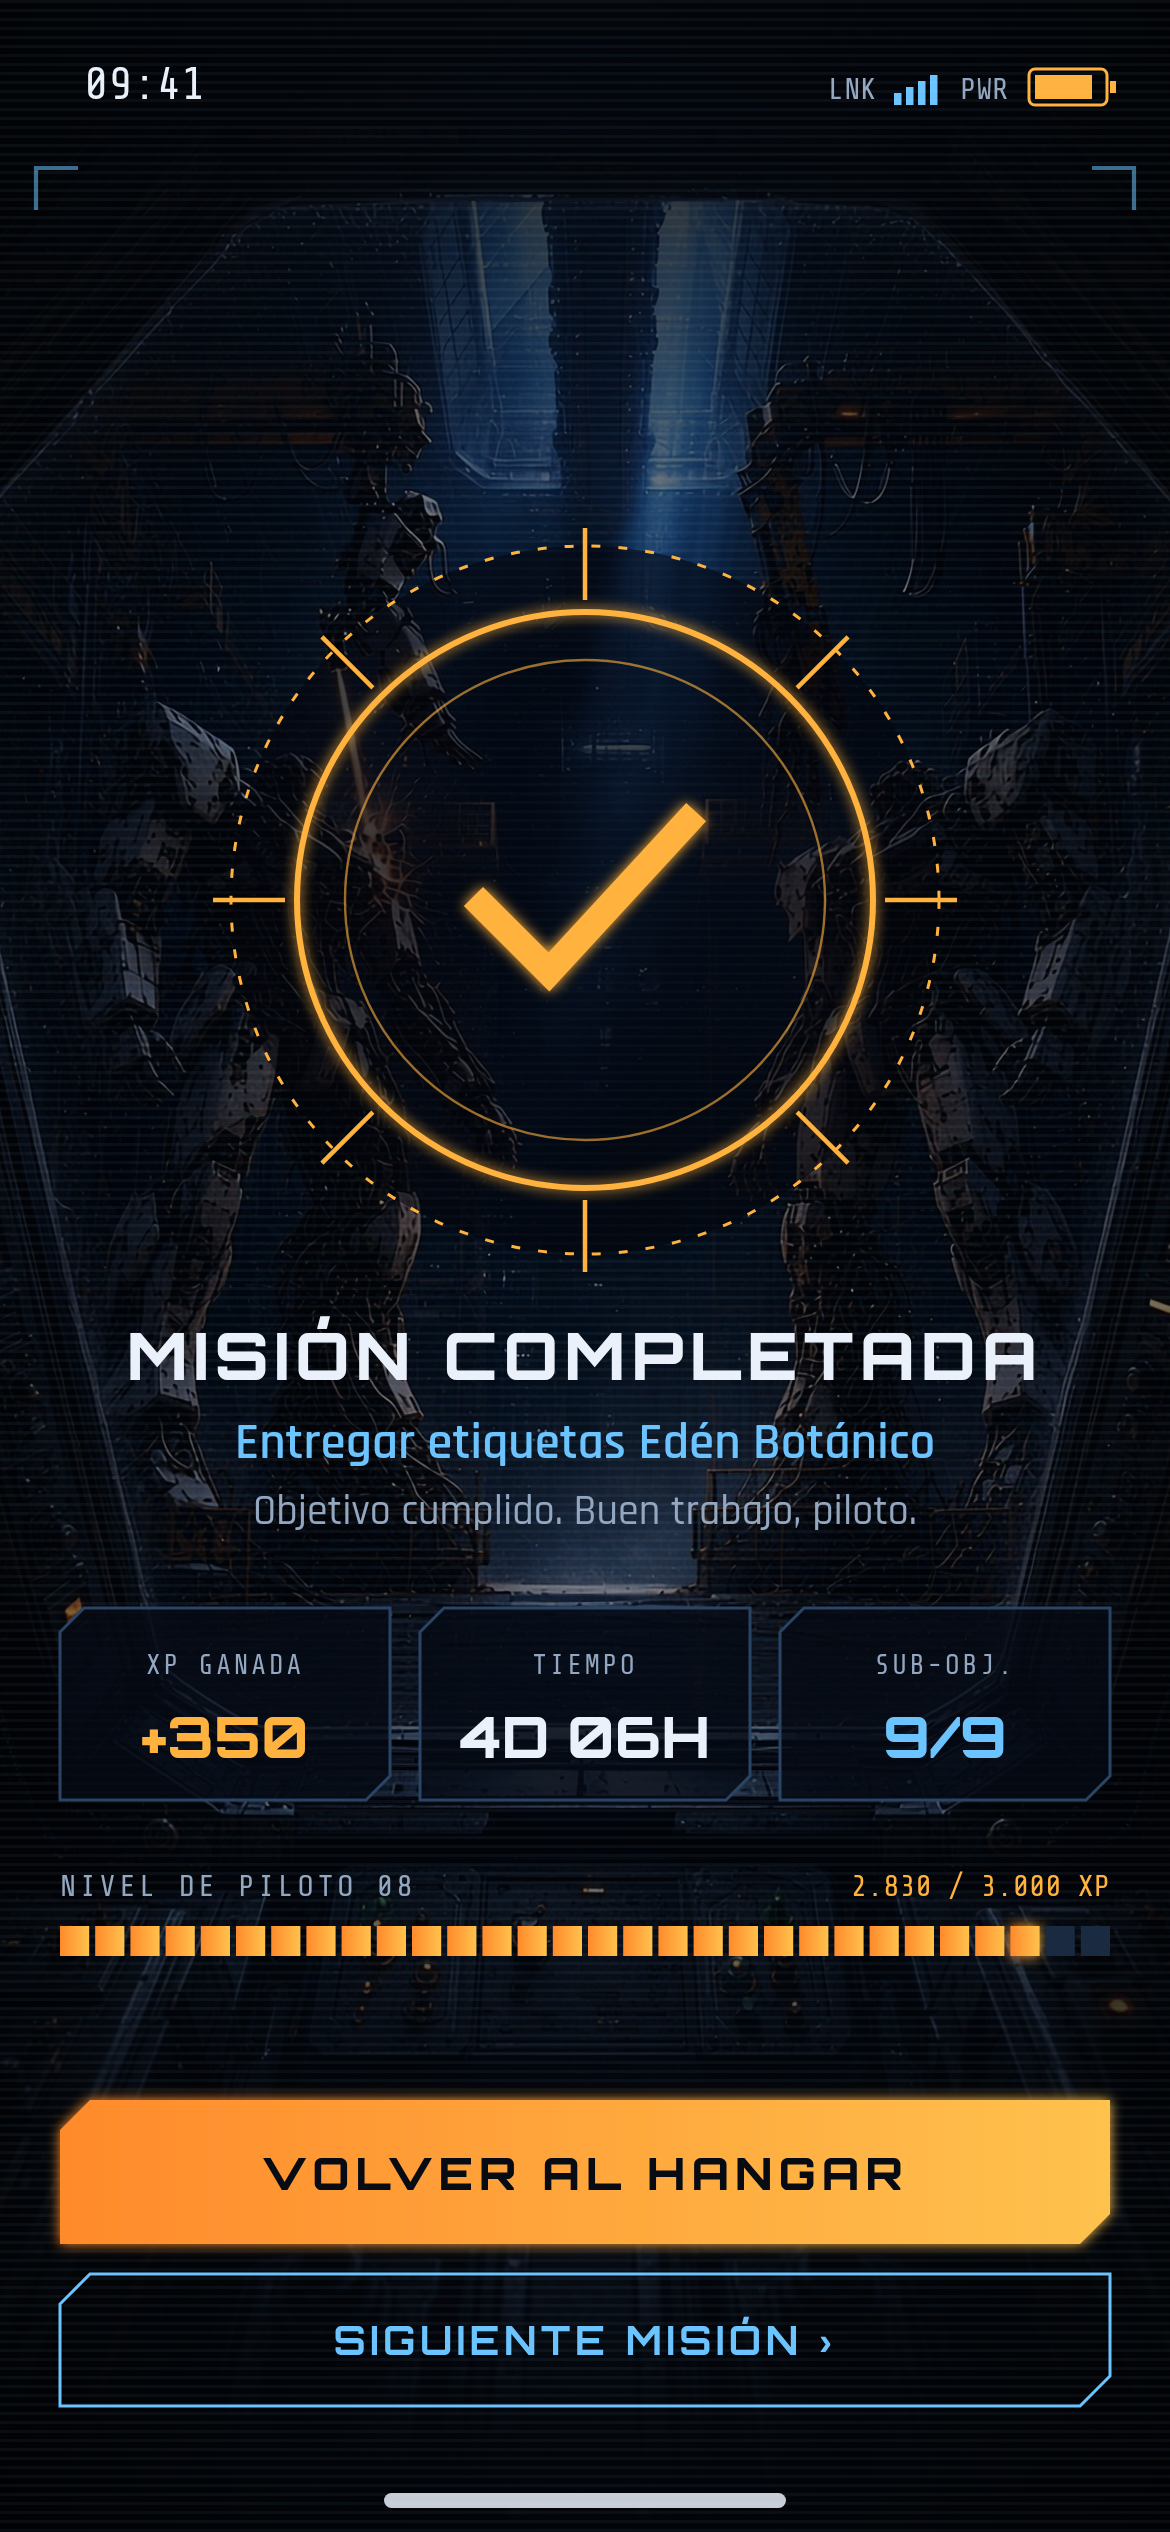 09:41
LNK PWR
MISIÓN COMPLETADA
Entregar etiquetas Edén Botánico
Objetivo cumplido. Buen trabajo, piloto.
XP GANADA
+350
TIEMPO
4D 06H
SUB-OBJ.
9/9
NIVEL DE PILOTO 08
2.830 / 3.000 XP
VOLVER AL HANGAR
SIGUIENTE MISIÓN ›